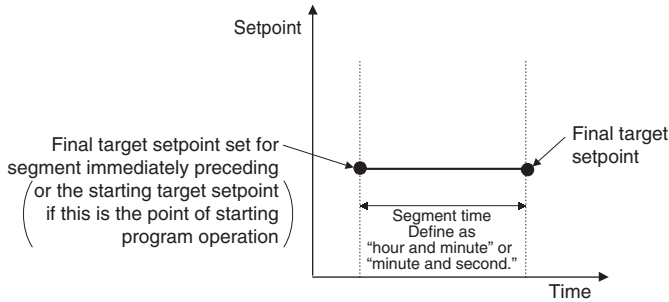 Setpoint
Final target setpoint set for
segment immediately preceding
(or the starting target setpoint
if this is the point of starting
program operation)
Final target
setpoint
Segment time
Define as
“hour and minute” or
“minute and second.”
Time